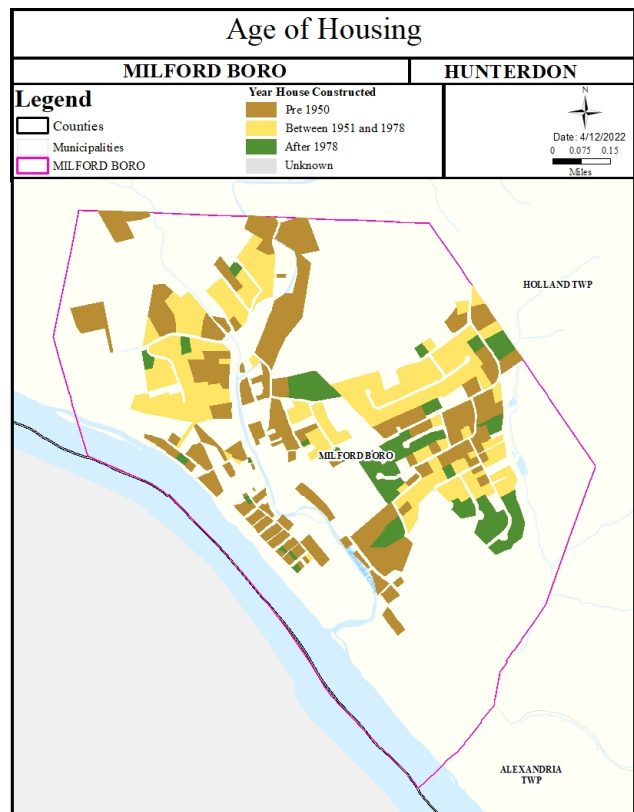 Age of Housing
MILFORD BORO
HUNTERDON
Legend
Counties
Municipalities
MILFORD BORO
Year House Constructed
Pre 1950
Between 1951 and 1978
After 1978
Unknown
N
Date: 4/12/2022
0 0.075 0.15
Miles
HOLLAND TWP
MILFORD BORO
ALEXANDRIA
TWP